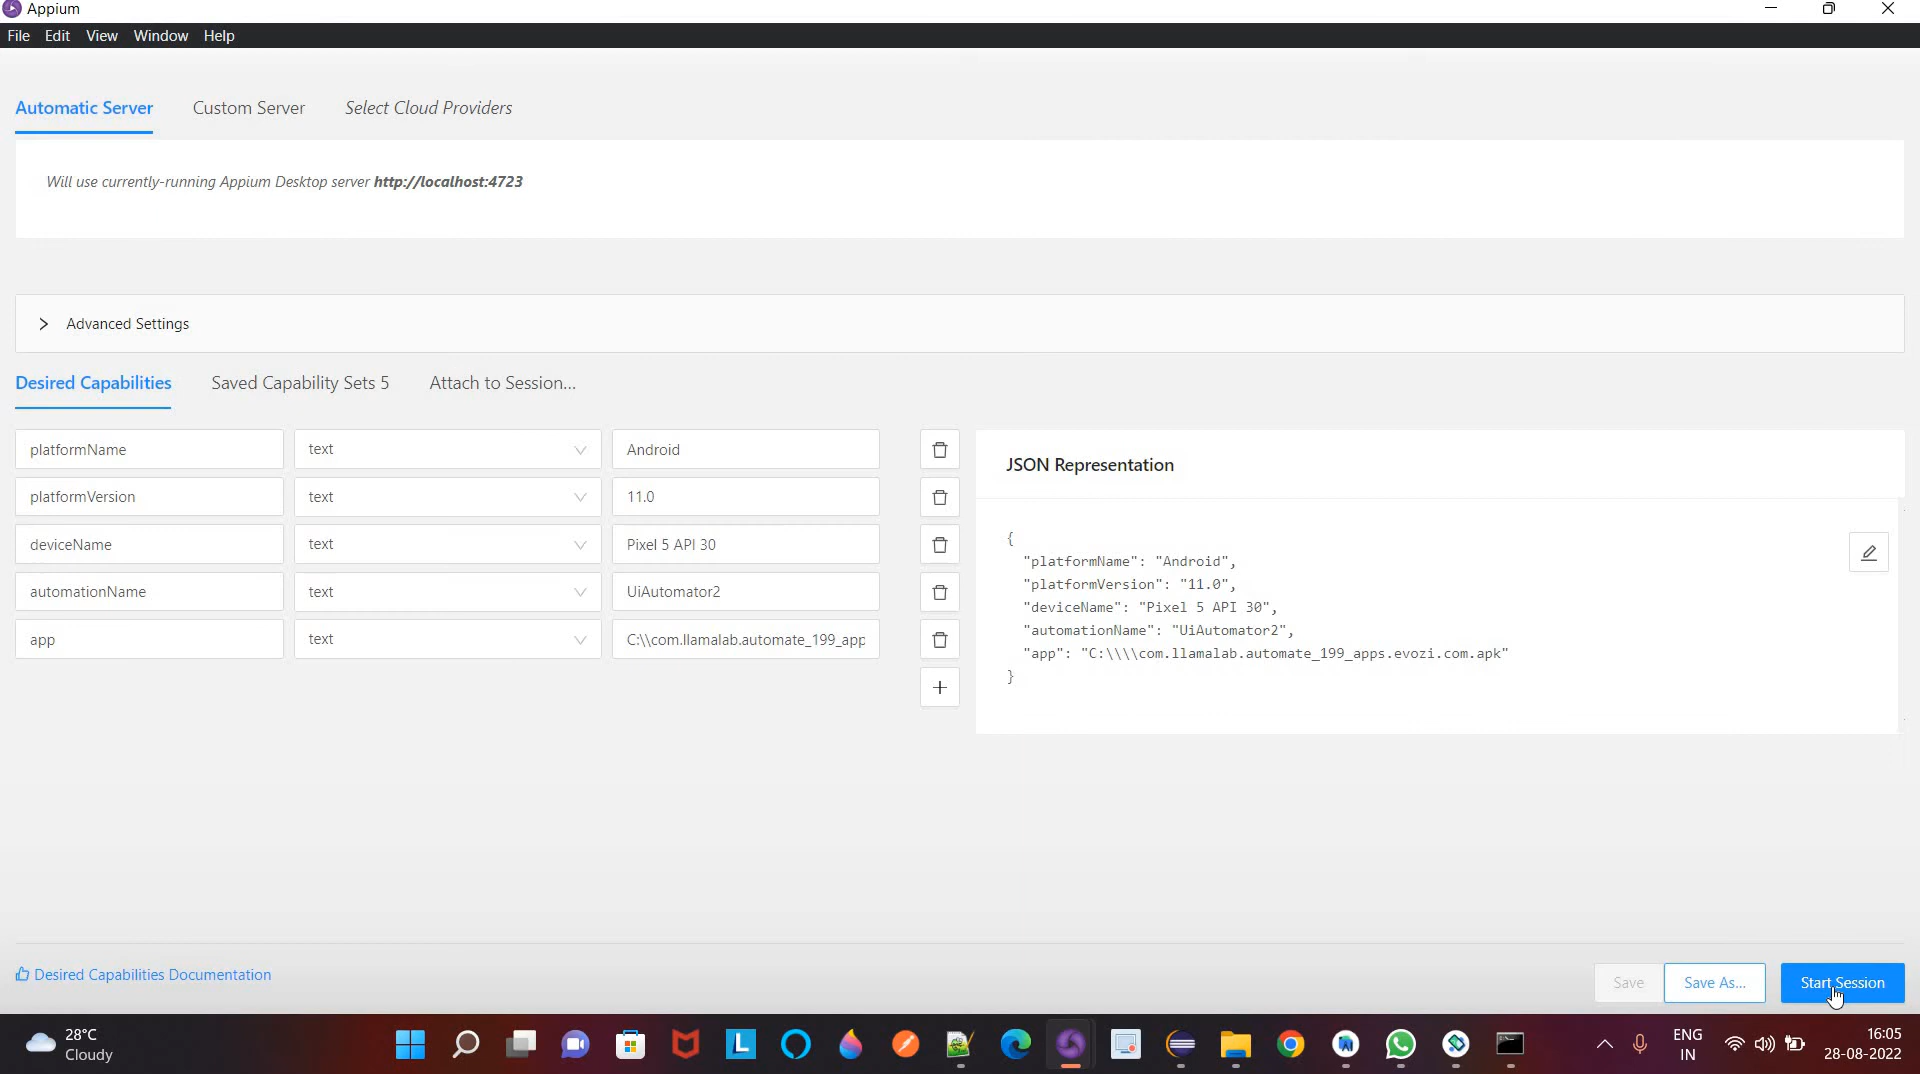 Appium
File Edit View Window Help
Automatic Server Custom Server Select Cloud Providers
Will use currently-running Appium Desktop server http://localhost:4723
Advanced Settings
Desired Capabilities Saved Capability Sets 5 Attach to Session...
platformName text Android
platformVersion text 11.0
deviceName text Pixel 5 API 30
automationName text UiAutomator2
app text C:\\com.llamalab.automate_199_app
JSON Representation
{
"platformName": "Android",
"platformVersion": "11.0",
"deviceName": "Pixel 5 API 30",
"automationName": "UiAutomator2",
"app": "C:\\\\com.llamalab.automate_199_apps.evozi.com.apk"
}
Desired Capabilities Documentation
Save Save As... Start Session
28°C
Cloudy
L
ENG
IN
16:05
28-08-2022